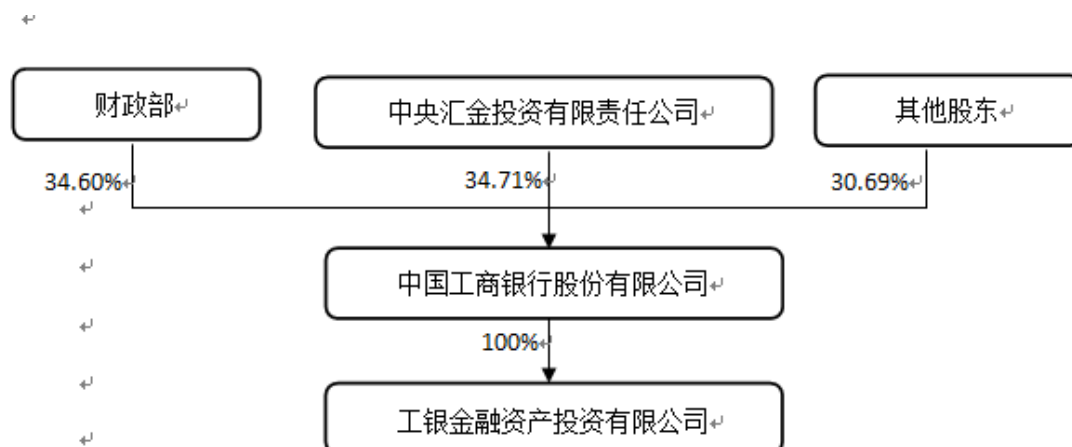 财政部
中央汇金投资有限责任公司
其他股东
34.60%
34.71%
30.69%
中国工商银行股份有限公司
100%
工银金融资产投资有限公司